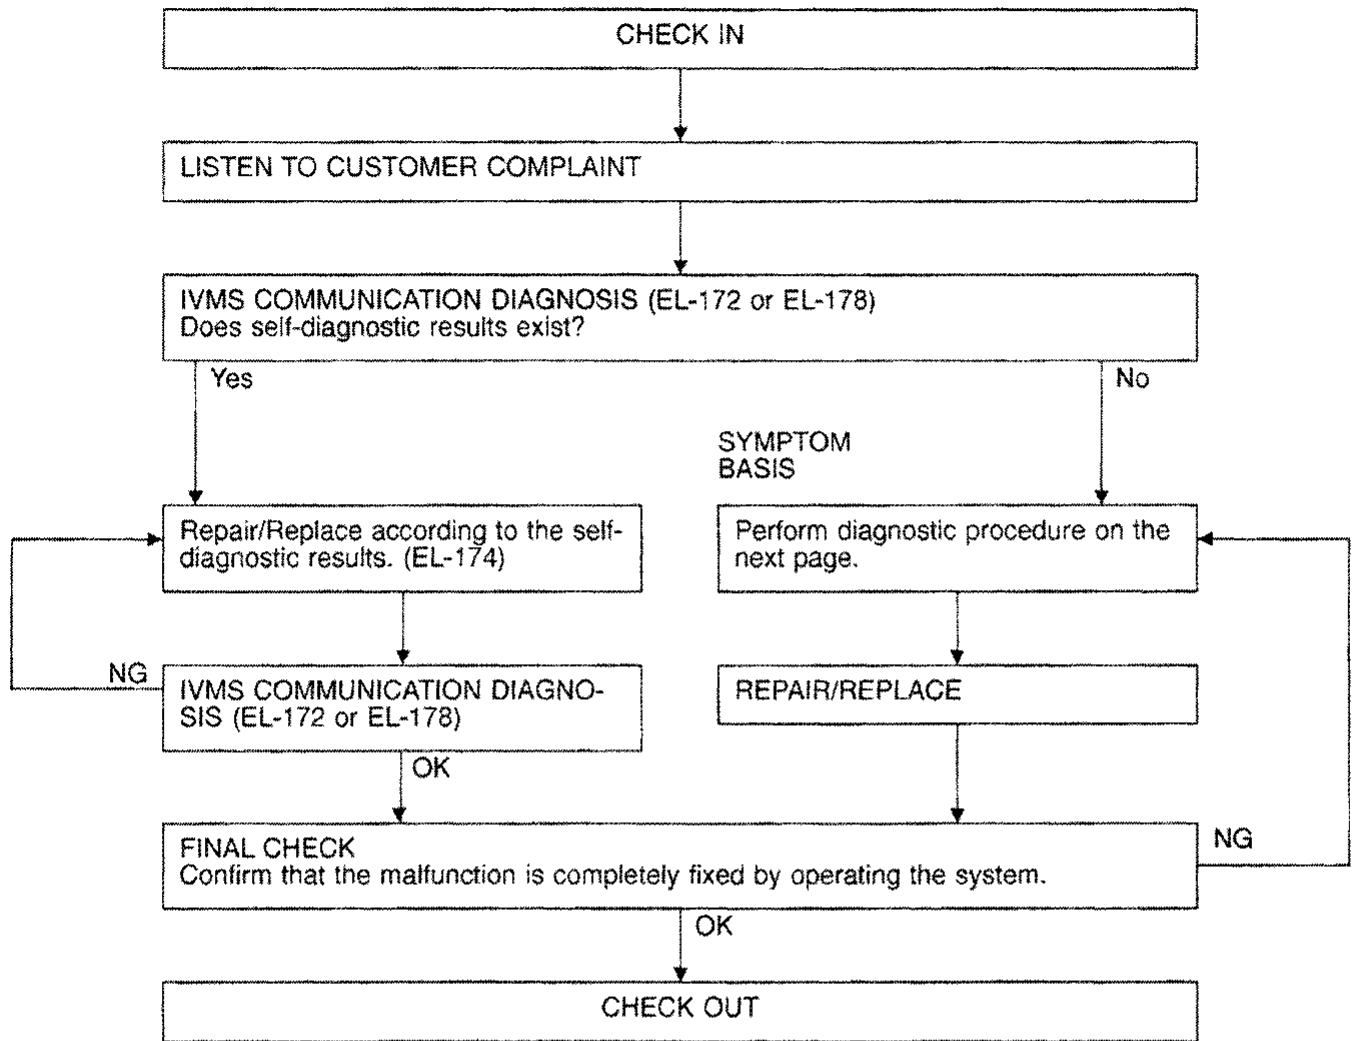 CHECK IN
LISTEN TO CUSTOMER COMPLAINT
IVMS COMMUNICATION DIAGNOSIS (EL-172 or EL-178)
Does self-diagnostic results exist?
Yes
No
SYMPTOM
BASIS
Repair/Replace according to the self-
diagnostic results. (EL-174)
Perform diagnostic procedure on the
next page.
NG
IVMS COMMUNICATION DIAGNO-
SIS (EL-172 or EL-178)
REPAIR/REPLACE
OK
FINAL CHECK
Confirm that the malfunction is completely fixed by operating the system.
NG
OK
CHECK OUT